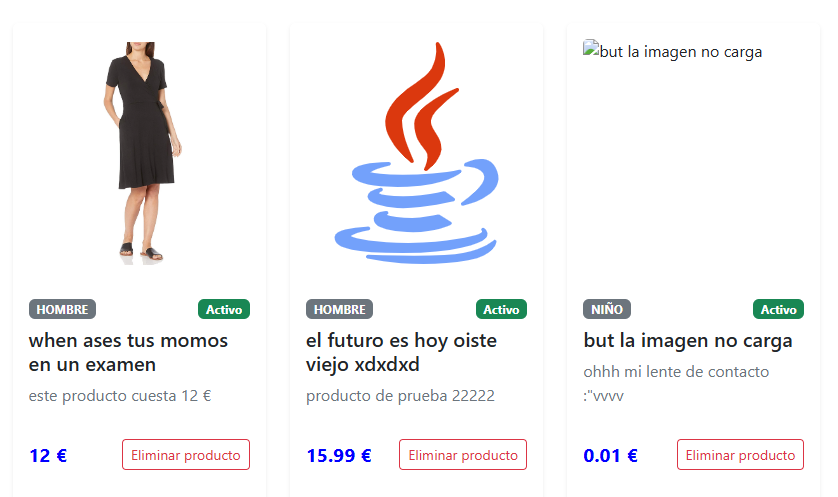 but la imagen no carga
HOMBRE
Activo
when ases tus momos
en un examen
este producto cuesta 12 €
12 €
Eliminar producto
HOMBRE
Activo
el futuro es hoy oiste
viejo xdxdxd
producto de prueba 22222
15.99 €
Eliminar producto
NIÑO
Activo
but la imagen no carga
ohhh mi lente de contacto
:"vvvv
0.01 €
Eliminar producto